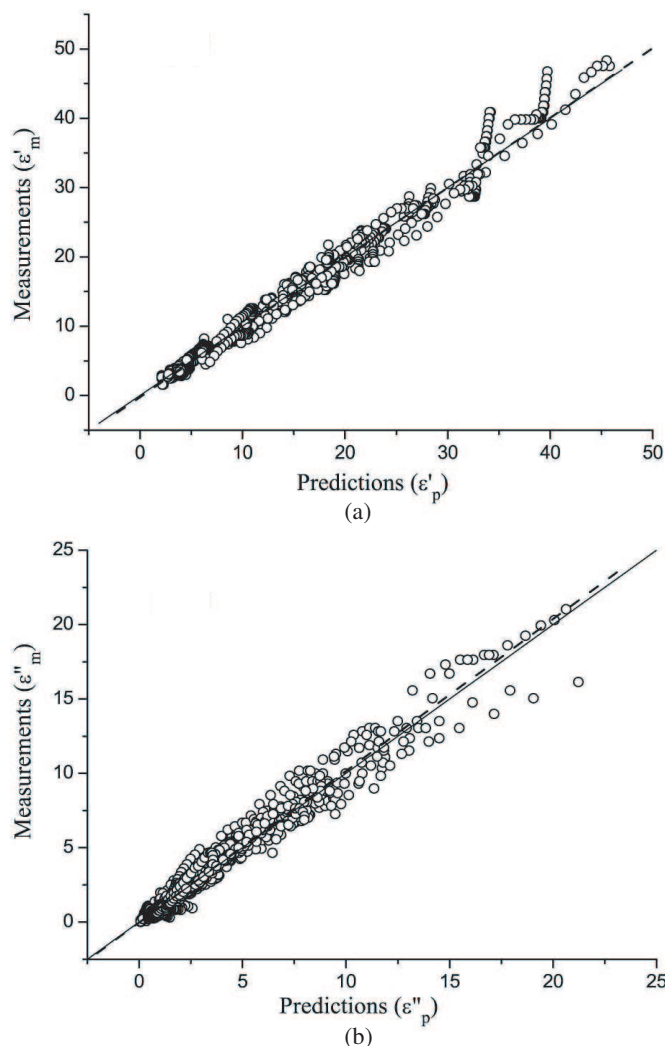 50
40
30
20
10
0
Measurements (ε'm)
0 10 20 30 40 50
Predictions (ε'p)
(a)
25
20
15
10
5
0
Measurements (ε''m)
0 5 10 15 20 25
Predictions (ε''p)
(b)